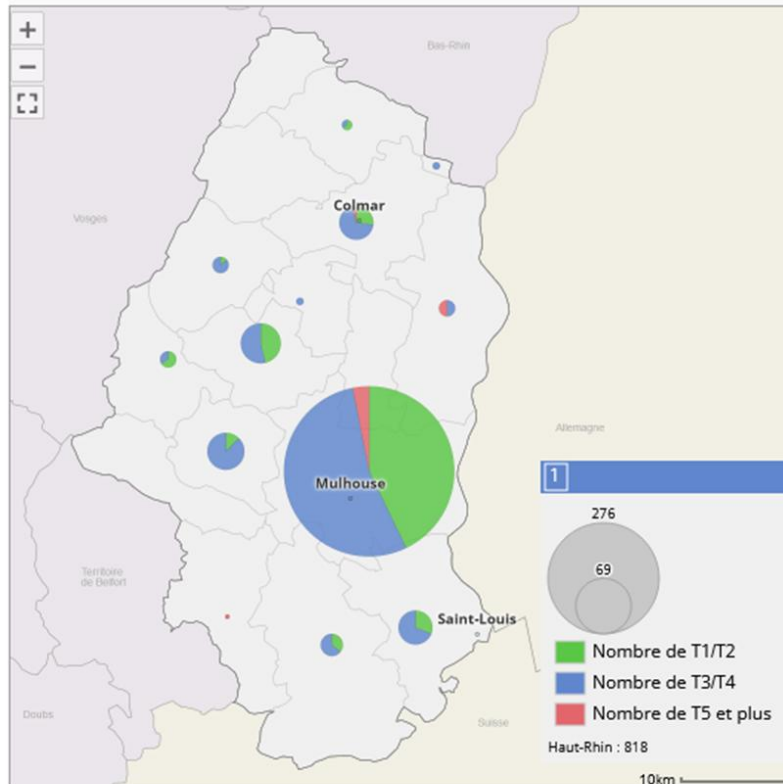 +
Bas-Rhin
−
Colmar
Vosges
Allemagne
1
Mulhouse
276
69
Territoire
de Belfort
Saint-Louis
Nombre de T1/T2
Nombre de T3/T4
Nombre de T5 et plus
Doubs
Suisse
Haut-Rhin : 818
10km